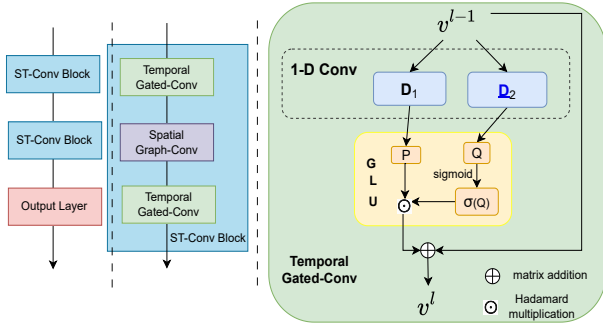 ST-Conv Block
ST-Conv Block
Output Layer
Temporal
Gated-Conv
Spatial
Graph-Conv
Temporal
Gated-Conv
ST-Conv Block
v^{l-1}
1-D Conv
D₁
D₂
G
L
U
P
Q
sigmoid
σ(Q)
Temporal
Gated-Conv
v^l
matrix addition
Hadamard
multiplication